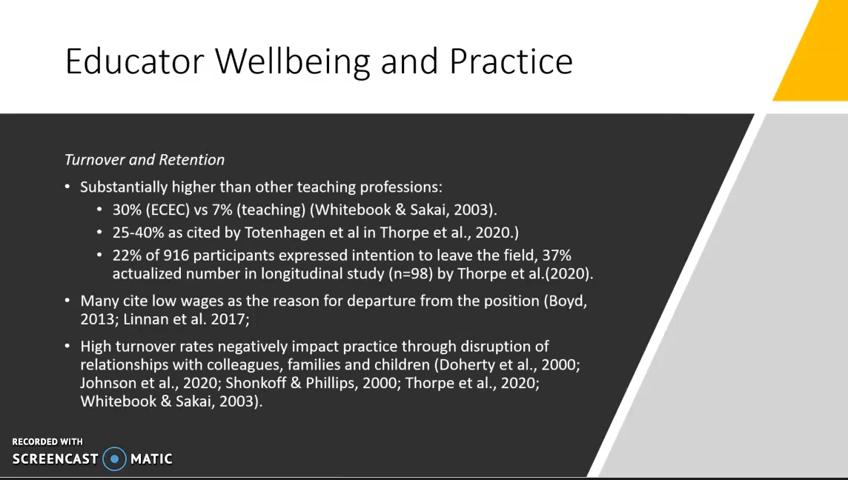 Educator Wellbeing and Practice
Turnover and Retention
• Substantially higher than other teaching professions:
• 30% (ECEC) vs 7% (teaching) (Whitebook & Sakai, 2003).
• 25-40% as cited by Totenhagen et al in Thorpe et al., 2020.)
• 22% of 916 participants expressed intention to leave the field, 37%
actualized number in longitudinal study (n=98) by Thorpe et al.(2020).
• Many cite low wages as the reason for departure from the position (Boyd,
2013; Linnan et al. 2017;
• High turnover rates negatively impact practice through disruption of
relationships with colleagues, families and children (Doherty et al., 2000;
Johnson et al., 2020; Shonkoff & Phillips, 2000; Thorpe et al., 2020;
Whitebook & Sakai, 2003).
RECORDED WITH
SCREENCAST MATIC